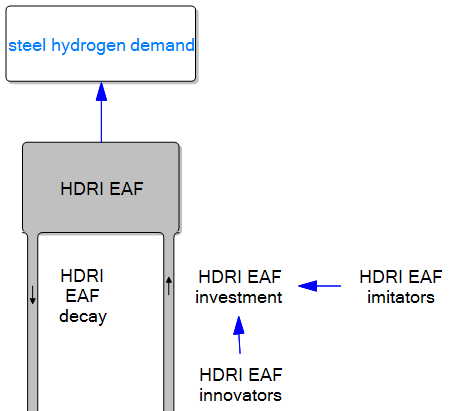 steel hydrogen demand
HDRI EAF
HDRI
EAF
decay
HDRI EAF
investment
HDRI EAF
imitators
HDRI EAF
innovators